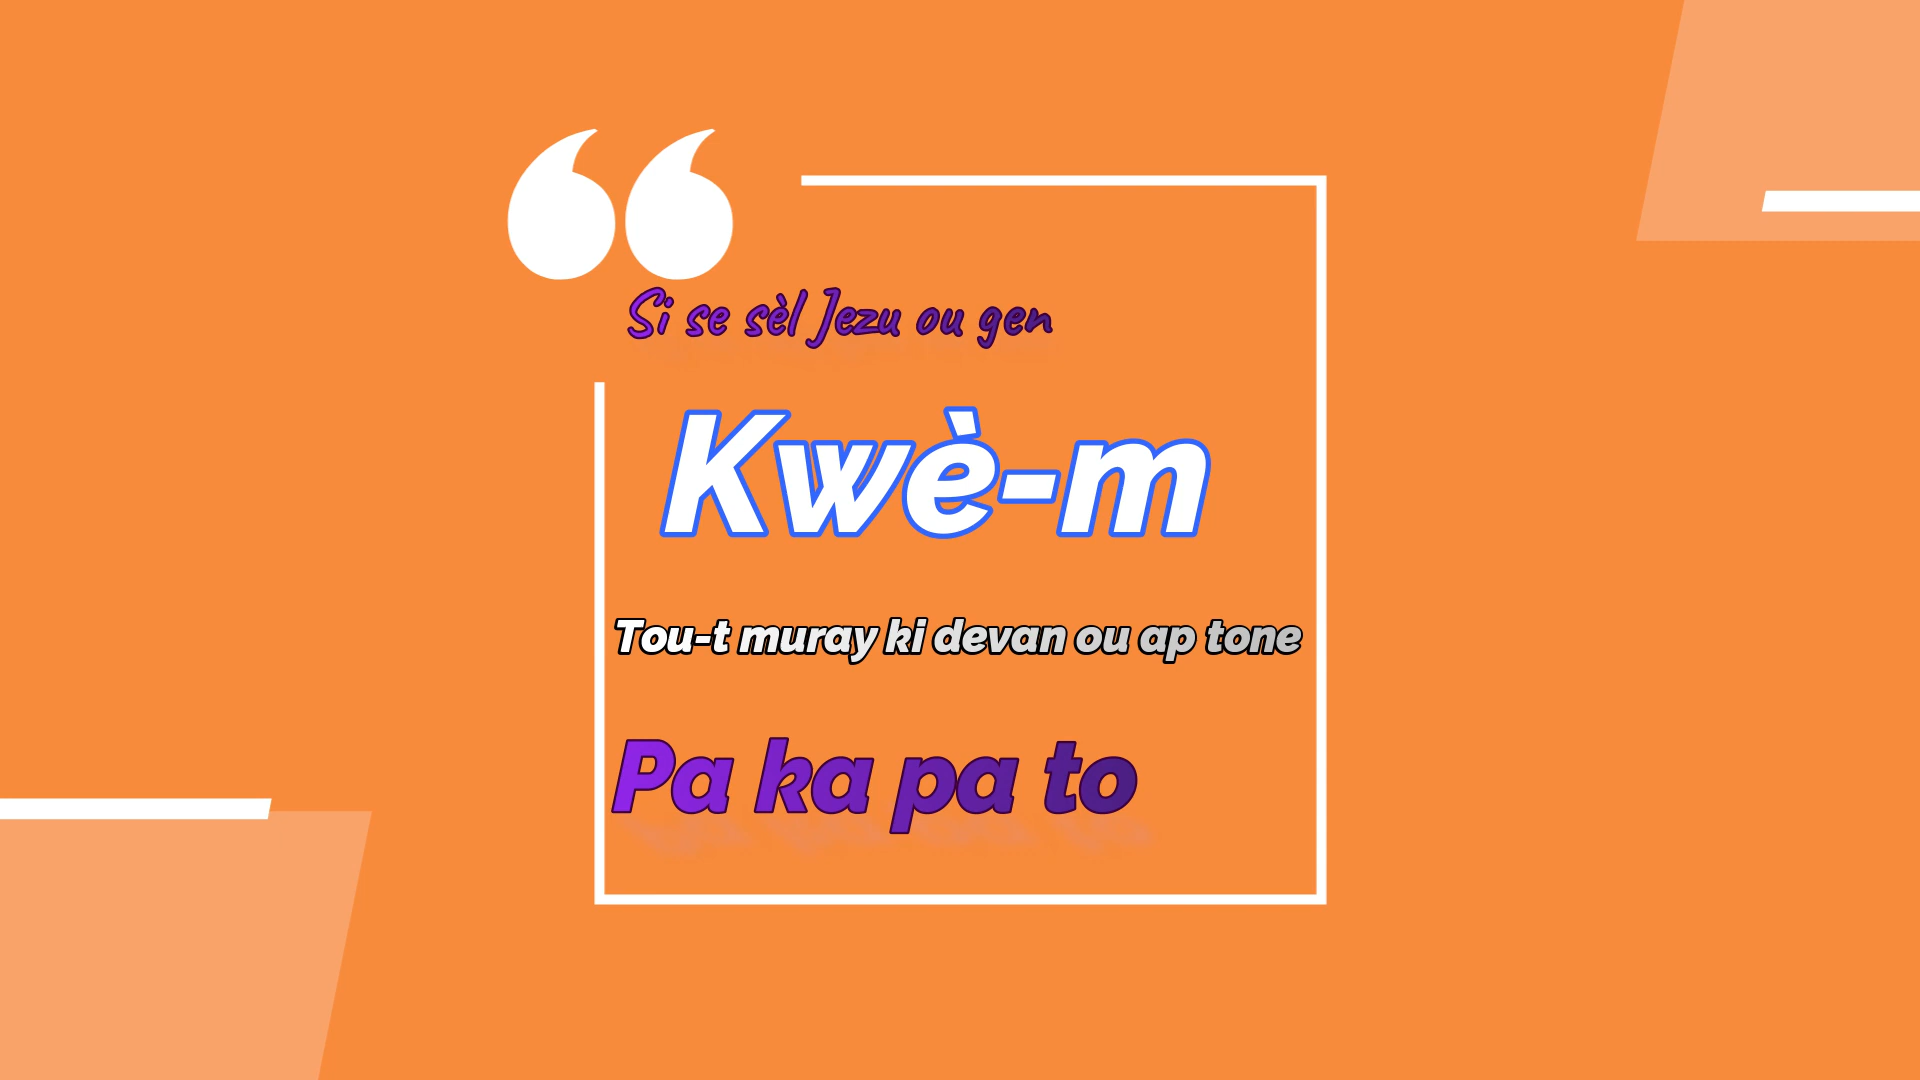 Si se sèl Jezu ou gen
Kwè-m
Tou-t muray ki devan ou ap tone
Pa ka pa to